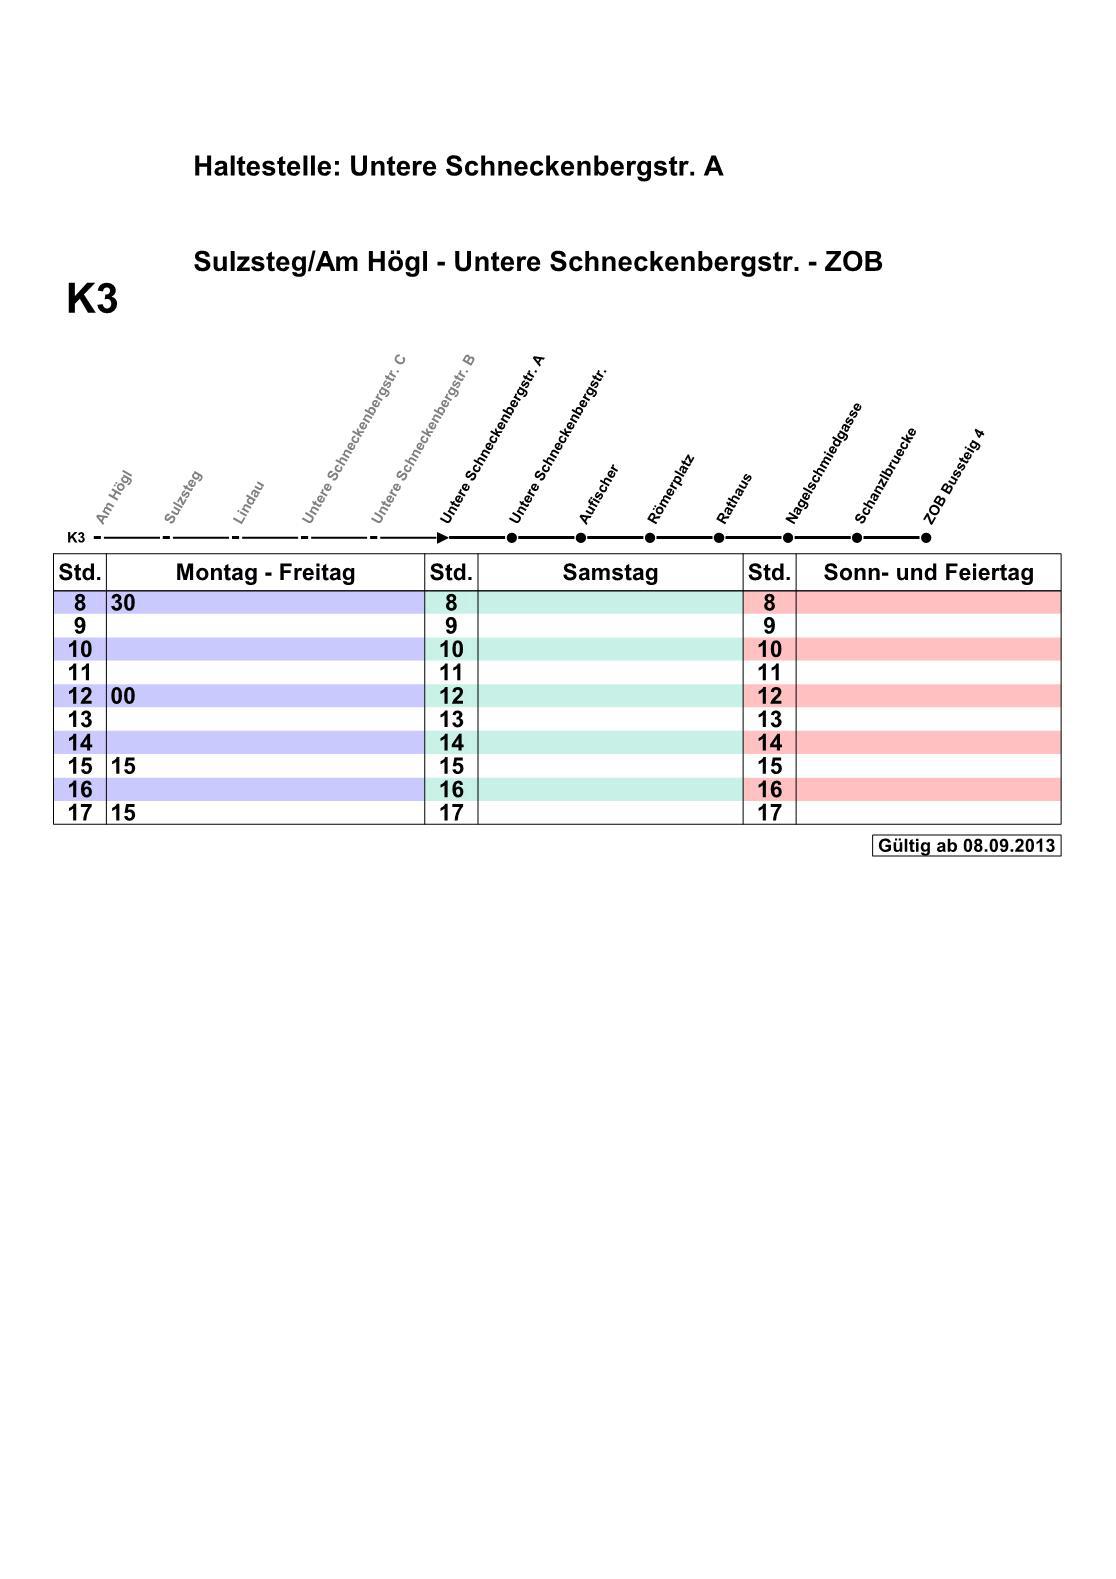 Haltestelle: Untere Schneckenbergstr. A
Sulzsteg/Am Högl - Untere Schneckenbergstr. - ZOB
K3
Am Högl
Sulzsteg
Lindau
Untere Schneckenbergstr. C
Untere Schneckenbergstr. B
Untere Schneckenbergstr. A
Untere Schneckenbergstr.
Aufischer
Römerplatz
Rathaus
Nagelschmiedgasse
Schanzlbruecke
ZOB Bussteig 4
K3
Std. Montag - Freitag Std. Samstag Std. Sonn- und Feiertag
8 30 8 8
9 9 9
10 10 10
11 11 11
12 00 12 12
13 13 13
14 14 14
15 15 15 15
16 16 16
17 15 17 17
Gültig ab 08.09.2013